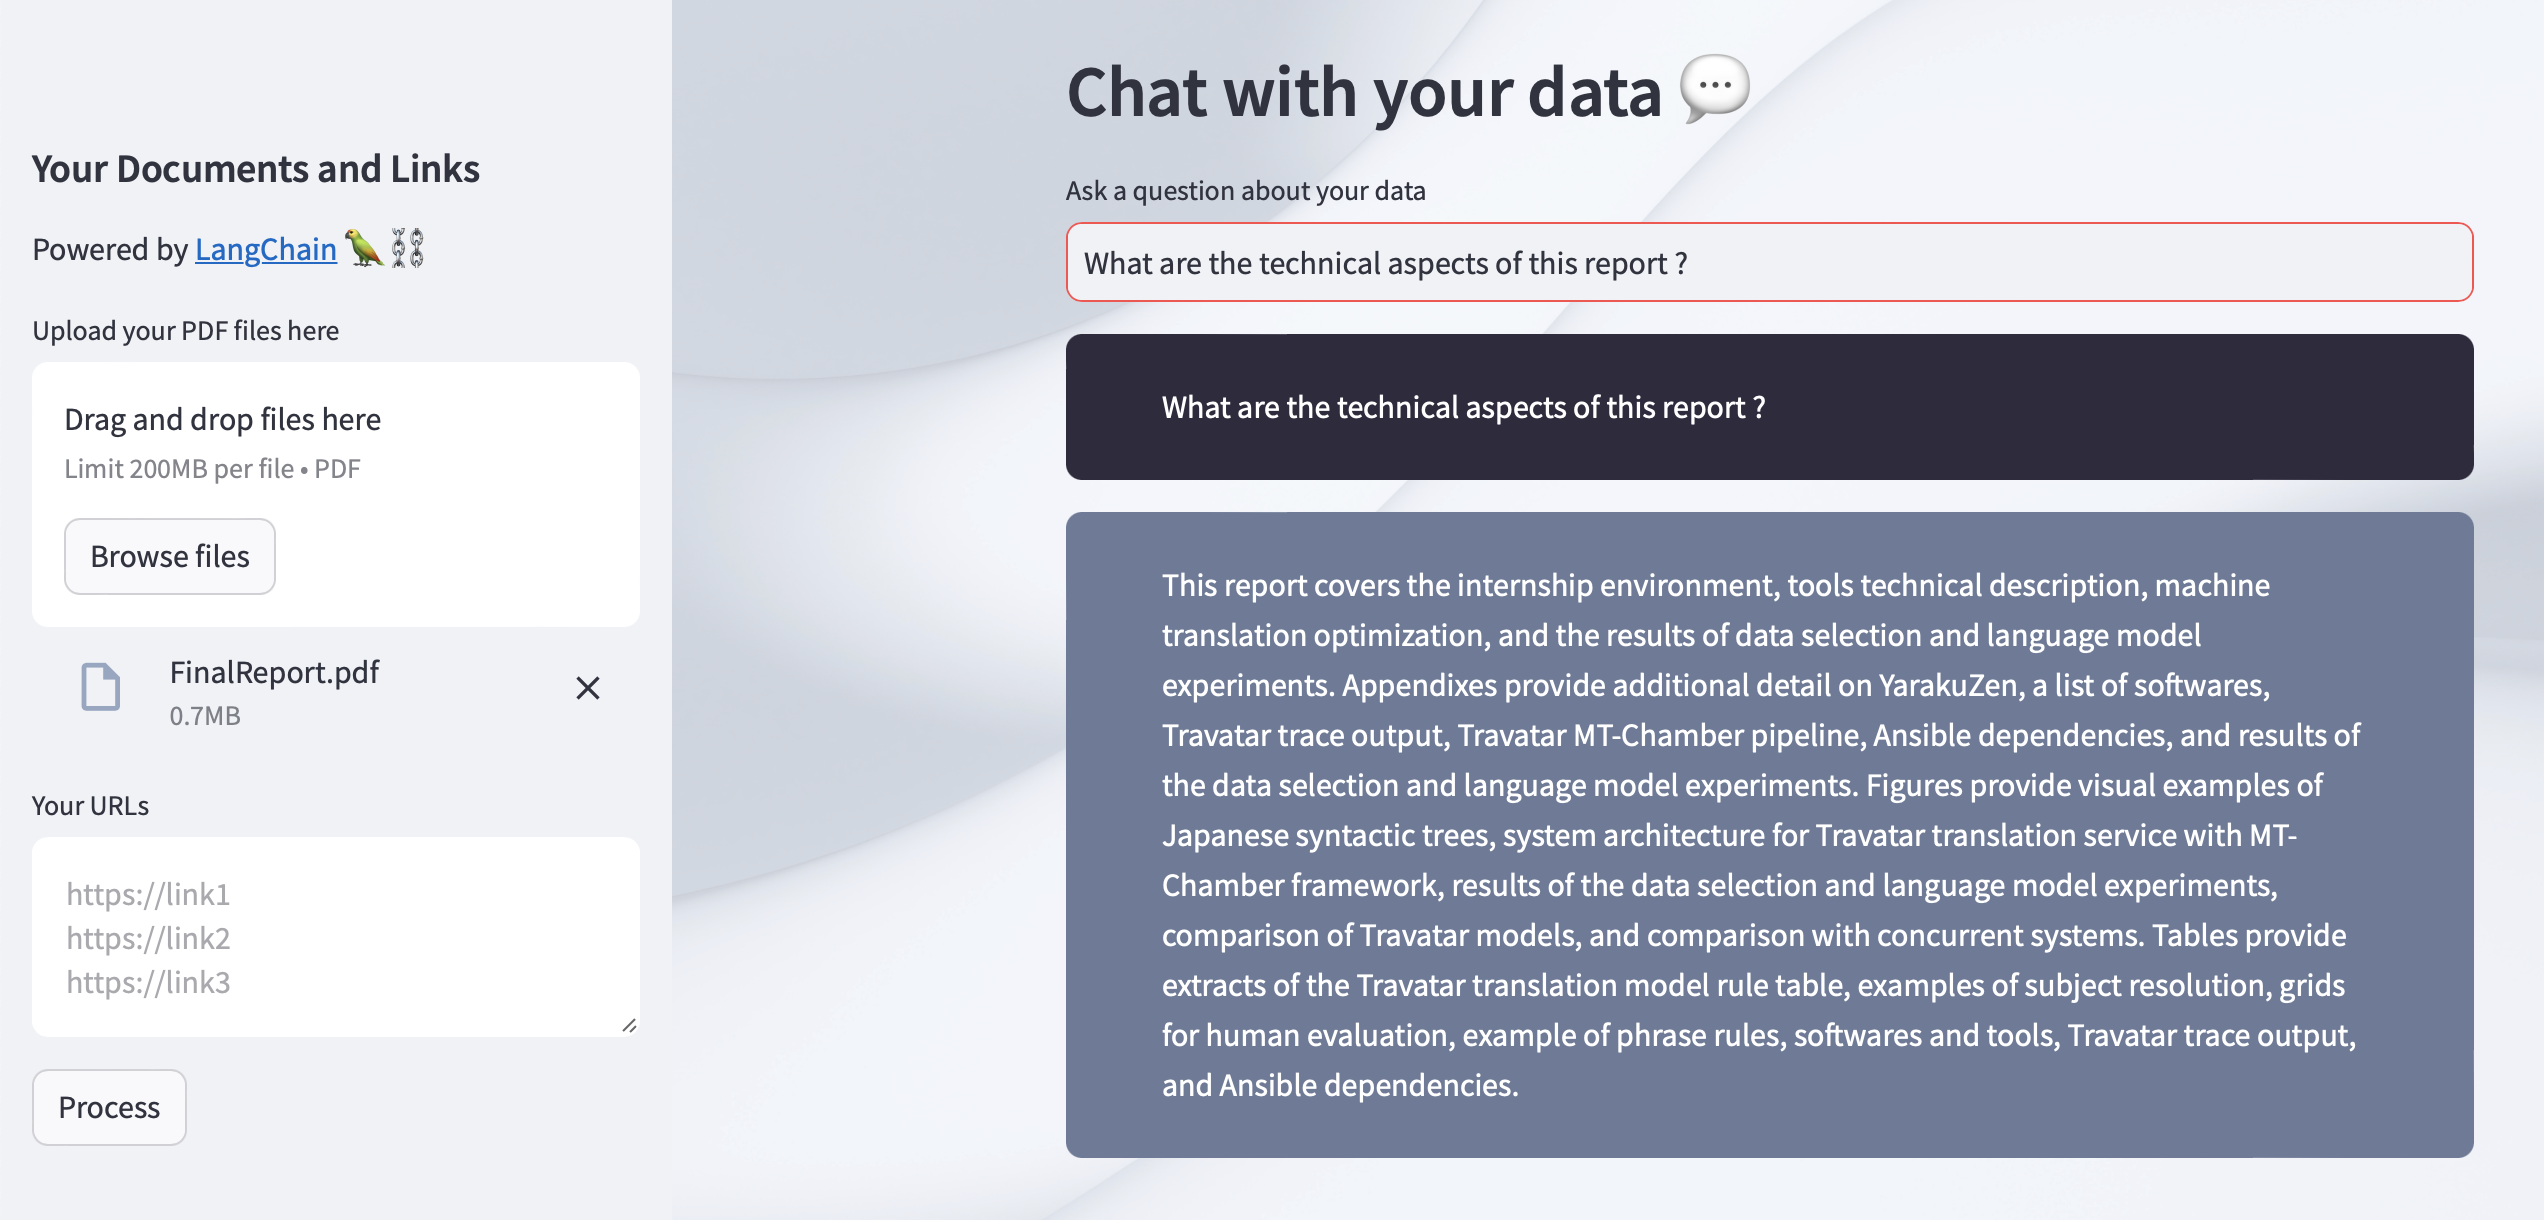 Your Documents and Links
Powered by LangChain 🦜⛓️
Upload your PDF files here
Drag and drop files here
Limit 200MB per file • PDF
Browse files
FinalReport.pdf
0.7MB
Your URLs
https://link1
https://link2
https://link3
Process
Chat with your data 💬
Ask a question about your data
What are the technical aspects of this report ?
What are the technical aspects of this report ?
This report covers the internship environment, tools technical description, machine
translation optimization, and the results of data selection and language model
experiments. Appendixes provide additional detail on YarakuZen, a list of softwares,
Travatar trace output, Travatar MT-Chamber pipeline, Ansible dependencies, and results of
the data selection and language model experiments. Figures provide visual examples of
Japanese syntactic trees, system architecture for Travatar translation service with MT-
Chamber framework, results of the data selection and language model experiments,
comparison of Travatar models, and comparison with concurrent systems. Tables provide
extracts of the Travatar translation model rule table, examples of subject resolution, grids
for human evaluation, example of phrase rules, softwares and tools, Travatar trace output,
and Ansible dependencies.